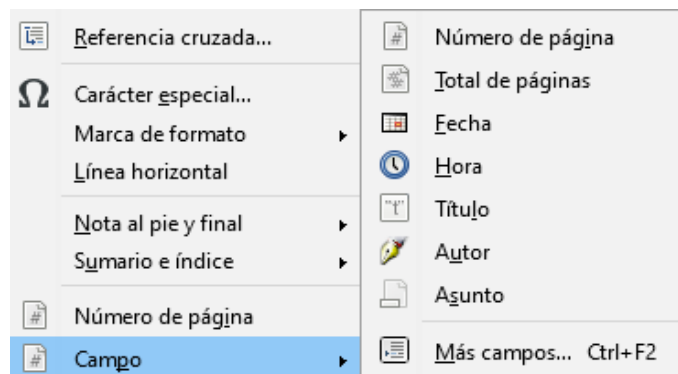 Referencia cruzada...
Carácter especial...
Marca de formato
Línea horizontal
Nota al pie y final
Sumario e índice
Número de página
Campo
Número de página
Total de páginas
Fecha
Hora
Título
Autor
Asunto
Más campos... Ctrl+F2